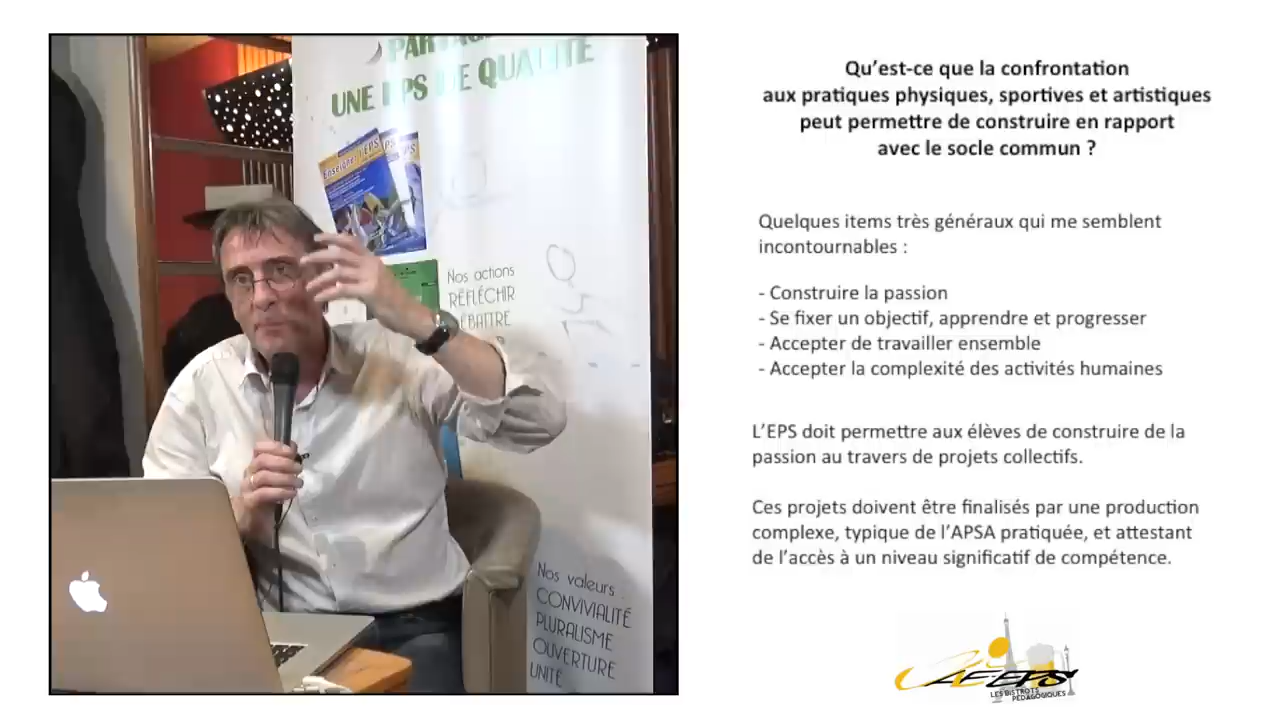 UNE EPS DE QUALITÉ
Enseigner l'EPS
Nos actions
RÉFLÉCHIR
Nos valeurs :
CONVIVIALITÉ
PLURALISME
OUVERTURE
UNITÉ
Qu'est-ce que la confrontation
aux pratiques physiques, sportives et artistiques
peut permettre de construire en rapport
avec le socle commun ?
Quelques items très généraux qui me semblent
incontournables :
- Construire la passion
- Se fixer un objectif, apprendre et progresser
- Accepter de travailler ensemble
- Accepter la complexité des activités humaines
L'EPS doit permettre aux élèves de construire de la
passion au travers de projets collectifs.
Ces projets doivent être finalisés par une production
complexe, typique de l'APSA pratiquée, et attestant
de l'accès à un niveau significatif de compétence.
LES BISTROTS
PÉDAGOGIQUES